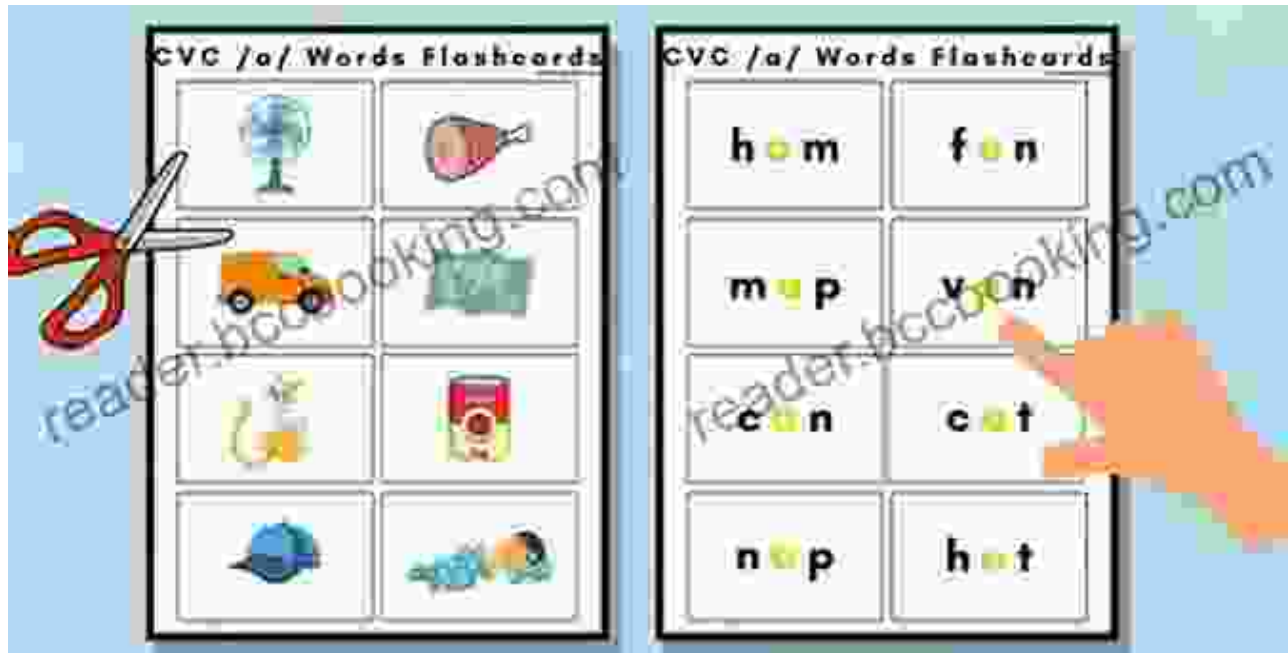 CVC /a/ Words Flashcards
CVC /a/ Words Flashcards
h a m
f a n
m a p
v a n
c a n
c a t
n a p
h a t
reader.bccbooking.com
reader.bccbooking.com